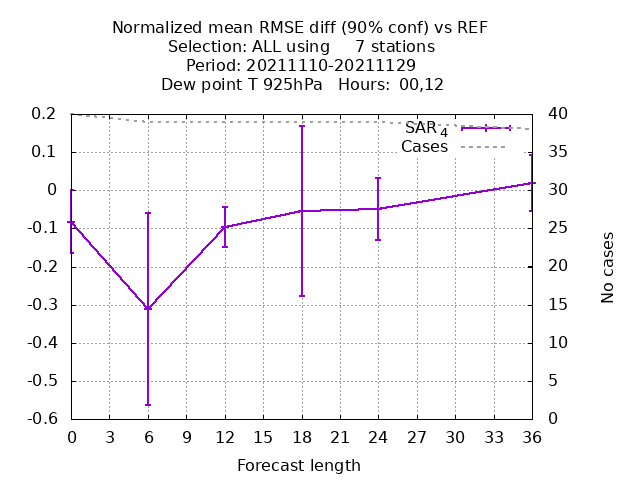 Normalized mean RMSE diff (90% conf) vs REF
Selection: ALL using     7 stations
Period: 20211110-20211129
Dew point T 925hPa   Hours:  00,12
0.2
0.1
0
-0.1
-0.2
-0.3
-0.4
-0.5
-0.6
SAR 4
Cases
40
35
30
25
20
15
10
5
0
No cases
0 3 6 9 12 15 18 21 24 27 30 33 36
Forecast length